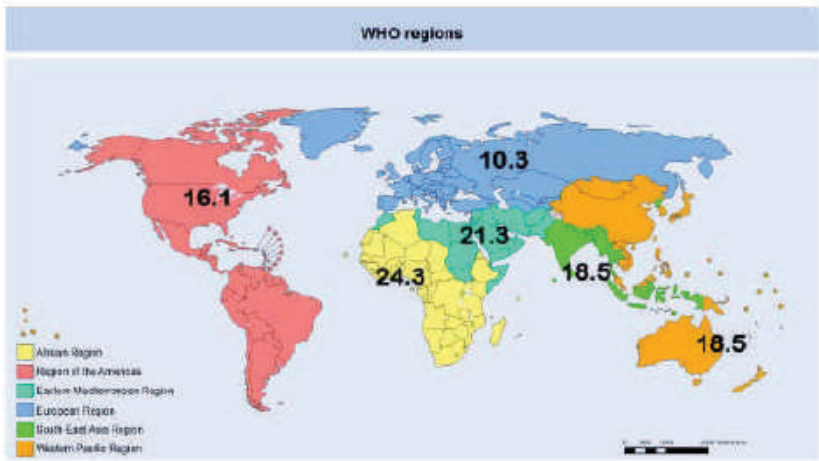 WHO regions
10.3
16.1
21.3
24.3
18.5
18.5
African Region
Region of the Americas
Eastern Mediterranean Region
European Region
South-East Asia Region
Western Pacific Region